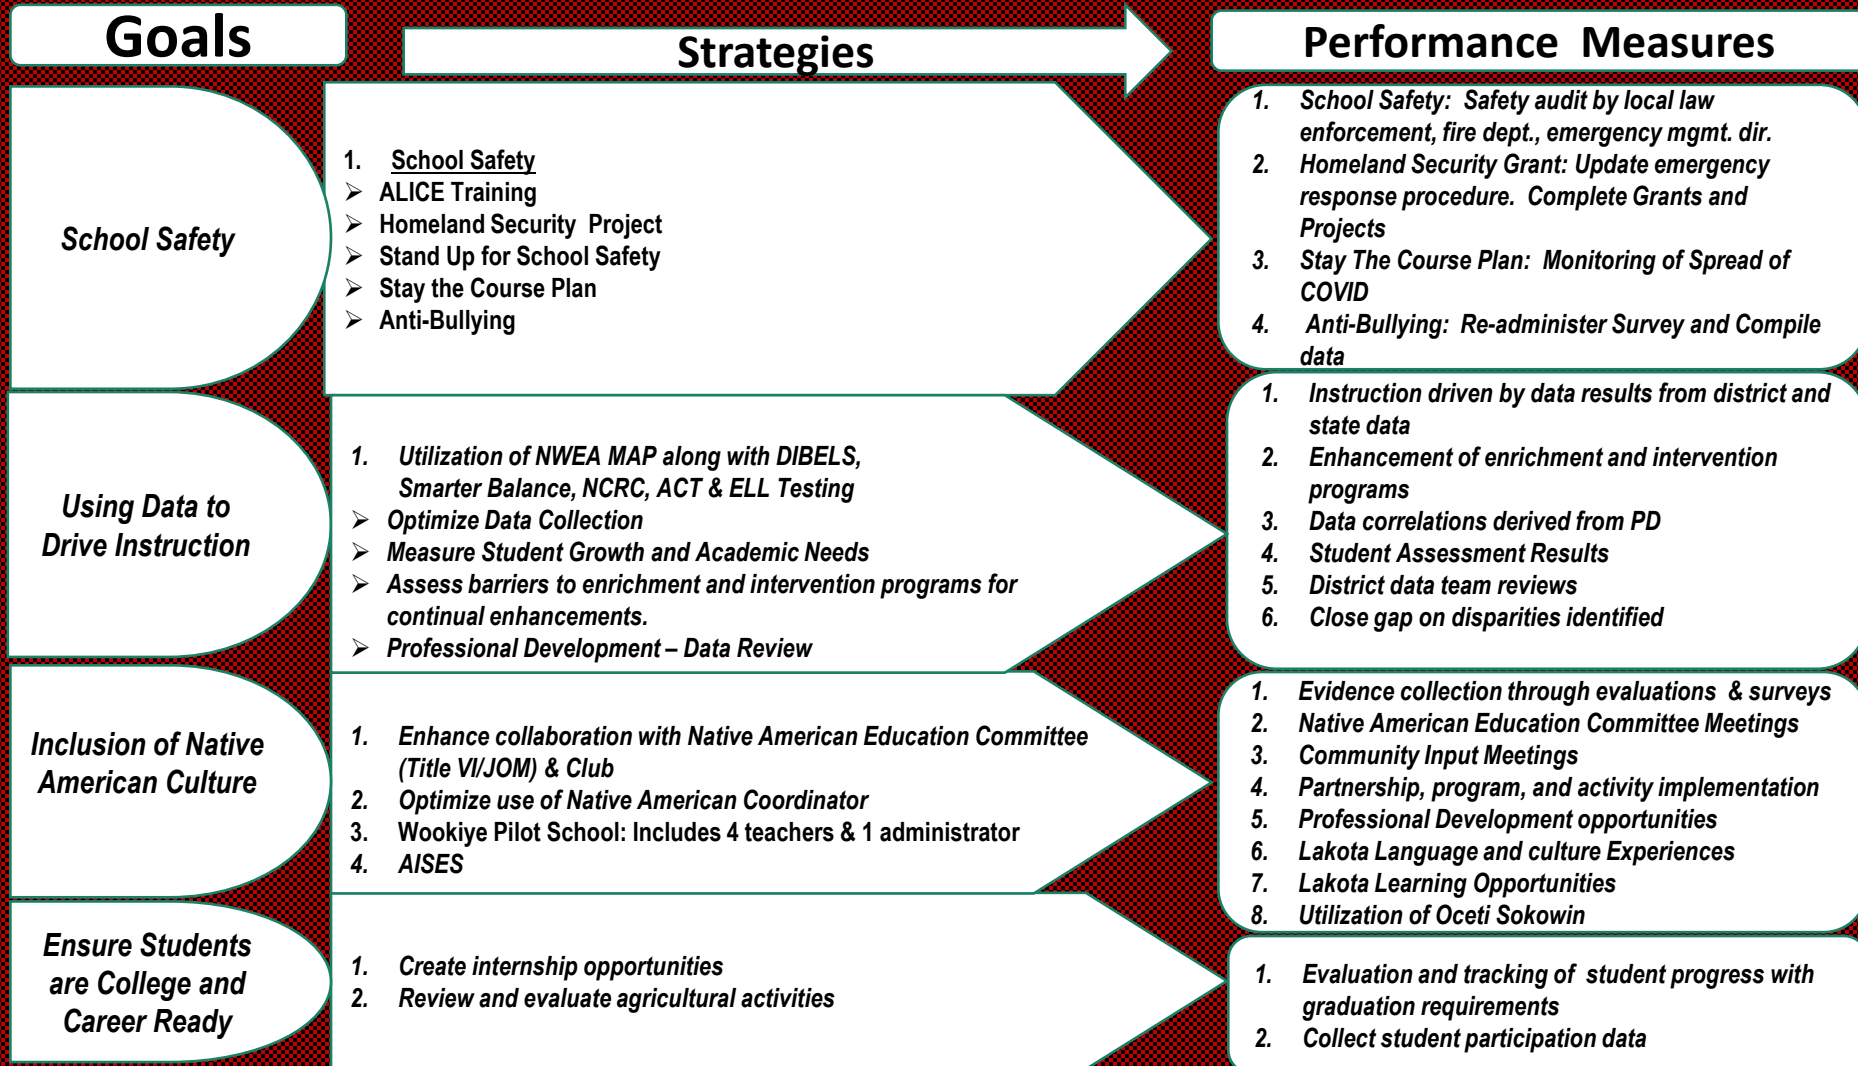 Goals
Strategies
Performance Measures
School Safety
1. School Safety
➢ ALICE Training
➢ Homeland Security Project
➢ Stand Up for School Safety
➢ Stay the Course Plan
➢ Anti-Bullying
1. School Safety: Safety audit by local law
enforcement, fire dept., emergency mgmt. dir.
2. Homeland Security Grant: Update emergency
response procedure. Complete Grants and
Projects
3. Stay The Course Plan: Monitoring of Spread of
COVID
4. Anti-Bullying: Re-administer Survey and Compile
data
Using Data to
Drive Instruction
1. Utilization of NWEA MAP along with DIBELS,
Smarter Balance, NCRC, ACT & ELL Testing
➢ Optimize Data Collection
➢ Measure Student Growth and Academic Needs
➢ Assess barriers to enrichment and intervention programs for
continual enhancements.
➢ Professional Development – Data Review
1. Instruction driven by data results from district and
state data
2. Enhancement of enrichment and intervention
programs
3. Data correlations derived from PD
4. Student Assessment Results
5. District data team reviews
6. Close gap on disparities identified
Inclusion of Native
American Culture
1. Enhance collaboration with Native American Education Committee
(Title VI/JOM) & Club
2. Optimize use of Native American Coordinator
3. Wookiye Pilot School: Includes 4 teachers & 1 administrator
4. AISES
1. Evidence collection through evaluations & surveys
2. Native American Education Committee Meetings
3. Community Input Meetings
4. Partnership, program, and activity implementation
5. Professional Development opportunities
6. Lakota Language and culture Experiences
7. Lakota Learning Opportunities
8. Utilization of Oceti Sokowin
Ensure Students
are College and
Career Ready
1. Create internship opportunities
2. Review and evaluate agricultural activities
1. Evaluation and tracking of student progress with
graduation requirements
2. Collect student participation data